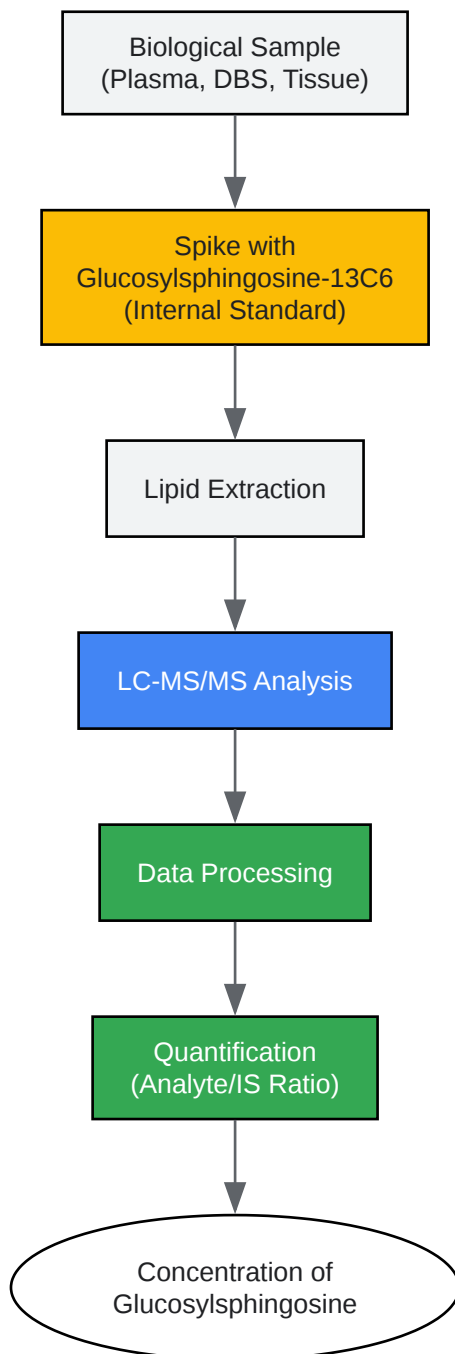 Biological Sample
(Plasma, DBS, Tissue)
Spike with
Glucosylsphingosine-13C6
(Internal Standard)
Lipid Extraction
LC-MS/MS Analysis
Data Processing
Quantification
(Analyte/IS Ratio)
Concentration of
Glucosylsphingosine